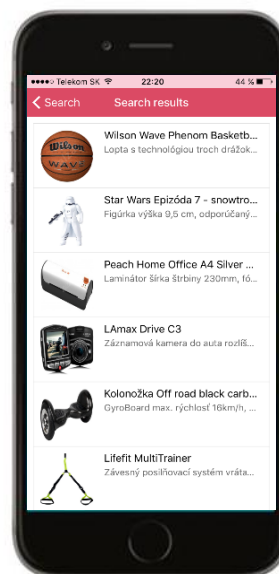 Telekom SK 22:20 44 %
Search Search results
Wilson
WAVE
Wilson Wave Phenom Basketb...
Lopta s technológiou troch drážok...
Star Wars Epizóda 7 - snowtro...
Figúrka výška 9,5 cm, odporúčaný...
Peach Home Office A4 Silver ...
Laminátor šírka štrbiny 230mm, fó...
LAmax Drive C3
Záznamová kamera do auta rozlíš...
Kolonožka Off road black carb...
GyroBoard max. rýchlosť 16km/h, ...
Lifefit MultiTrainer
Závesný posilňovací systém vráta...